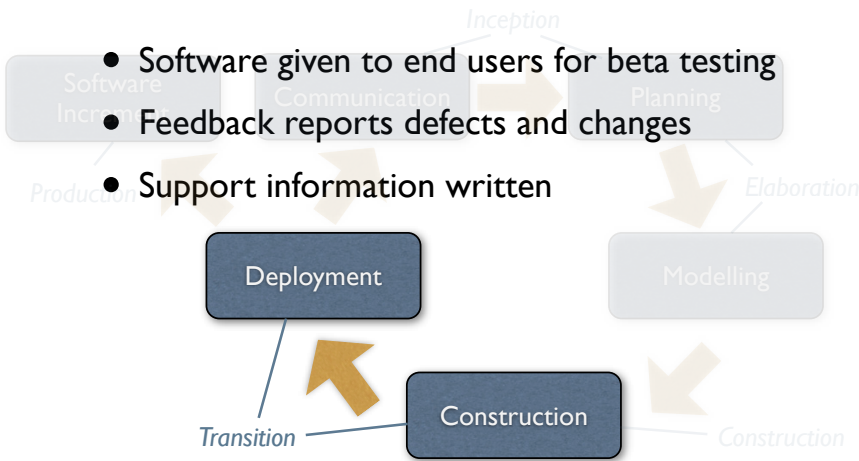 Inception
• Software given to end users for beta testing
Software
Increment
Communication
Planning
• Feedback reports defects and changes
• Support information written
Production
Elaboration
Deployment
Modelling
Construction
Transition
Construction